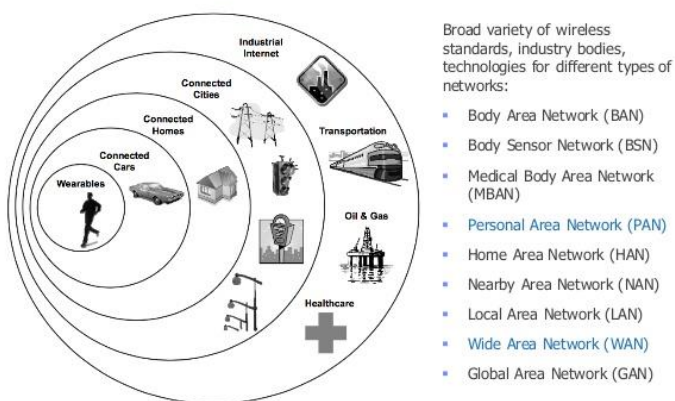 Industrial
Internet
Connected
Cities
Connected
Homes
Transportation
Connected
Cars
Wearables
Oil & Gas
Healthcare
Broad variety of wireless
standards, industry bodies,
technologies for different types of
networks:
▪ Body Area Network (BAN)
▪ Body Sensor Network (BSN)
▪ Medical Body Area Network
(MBAN)
▪ Personal Area Network (PAN)
▪ Home Area Network (HAN)
▪ Nearby Area Network (NAN)
▪ Local Area Network (LAN)
▪ Wide Area Network (WAN)
▪ Global Area Network (GAN)